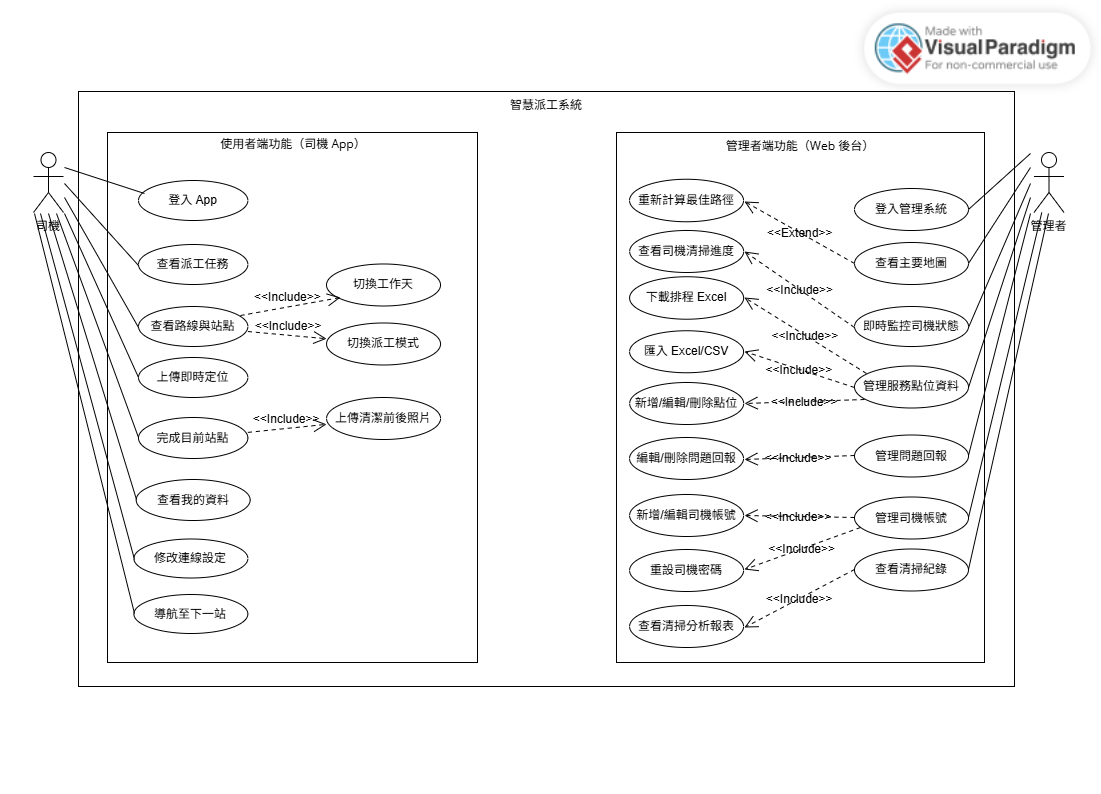 Made with
Visual Paradigm
For non-commercial use
智慧派工系統
使用者端功能（司機 App）
司機
登入 App
查看派工任務
查看路線與站點
<<Include>>
切換工作天
<<Include>>
切換派工模式
上傳即時定位
完成目前站點
<<Include>>
上傳清潔前後照片
查看我的資料
修改連線設定
導航至下一站
管理者端功能（Web 後台）
管理者
重新計算最佳路徑
登入管理系統
<<Extend>>
查看司機清掃進度
查看主要地圖
下載排程 Excel
<<Include>>
即時監控司機狀態
<<Include>>
匯入 Excel/CSV
<<Include>>
管理服務點位資料
新增/編輯/刪除點位
<<Include>>
編輯/刪除問題回報
<<Include>>
管理問題回報
新增/編輯司機帳號
<<Include>>
管理司機帳號
<<Include>>
重設司機密碼
查看清掃紀錄
<<Include>>
查看清掃分析報表